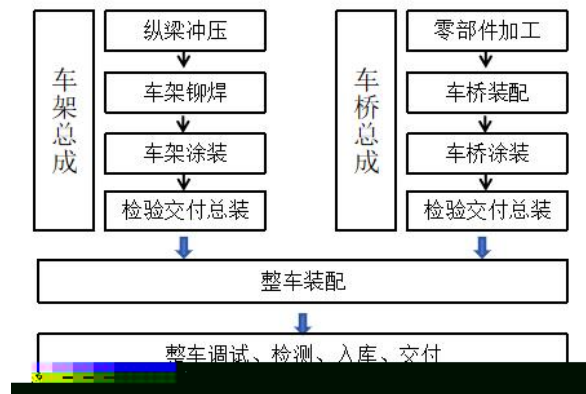 车架总成
纵梁冲压
车架铆焊
车架涂装
检验交付总装
车桥总成
零部件加工
车桥装配
车桥涂装
检验交付总装
整车装配
整车调试、检测、入库、交付